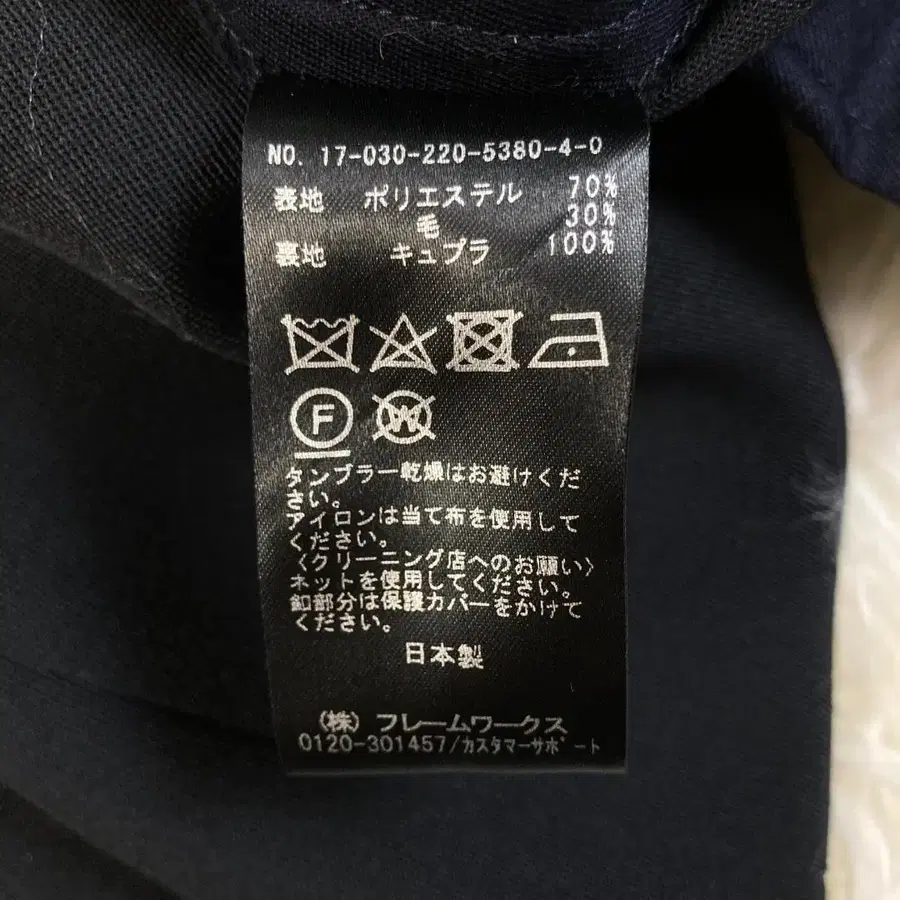 NO. 17-030-220-5380-4-0
表地 ポリエステル 70%
毛 30%
裏地 キュプラ 100%
F W
タンブラー乾燥はお避けくだ
さい。
アイロンは当て布を使用して
ください。
〈クリーニング店へのお願い〉
ネットを使用してください。
釦部分は保護カバーをかけて
ください。
日本製
(株) フレームワークス
0120-301457/カスタマーサポート